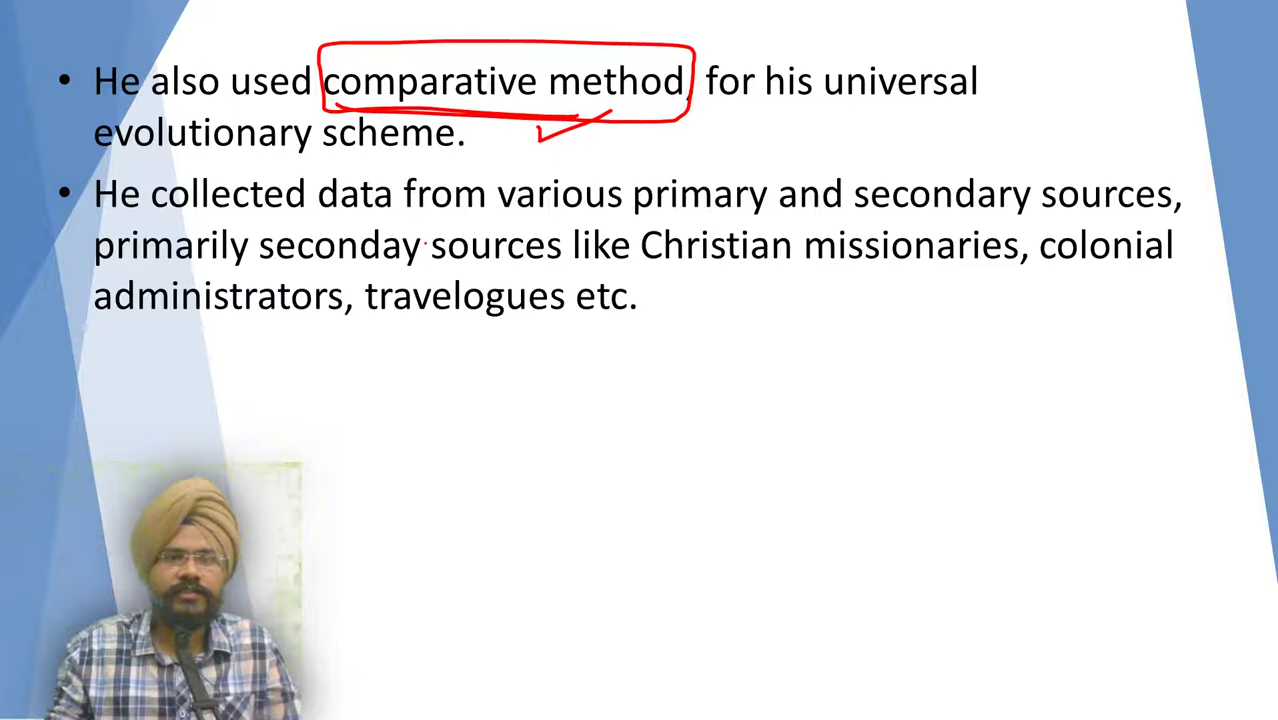 • He also used comparative method, for his universal
evolutionary scheme.
• He collected data from various primary and secondary sources,
primarily seconday sources like Christian missionaries, colonial
administrators, travelogues etc.